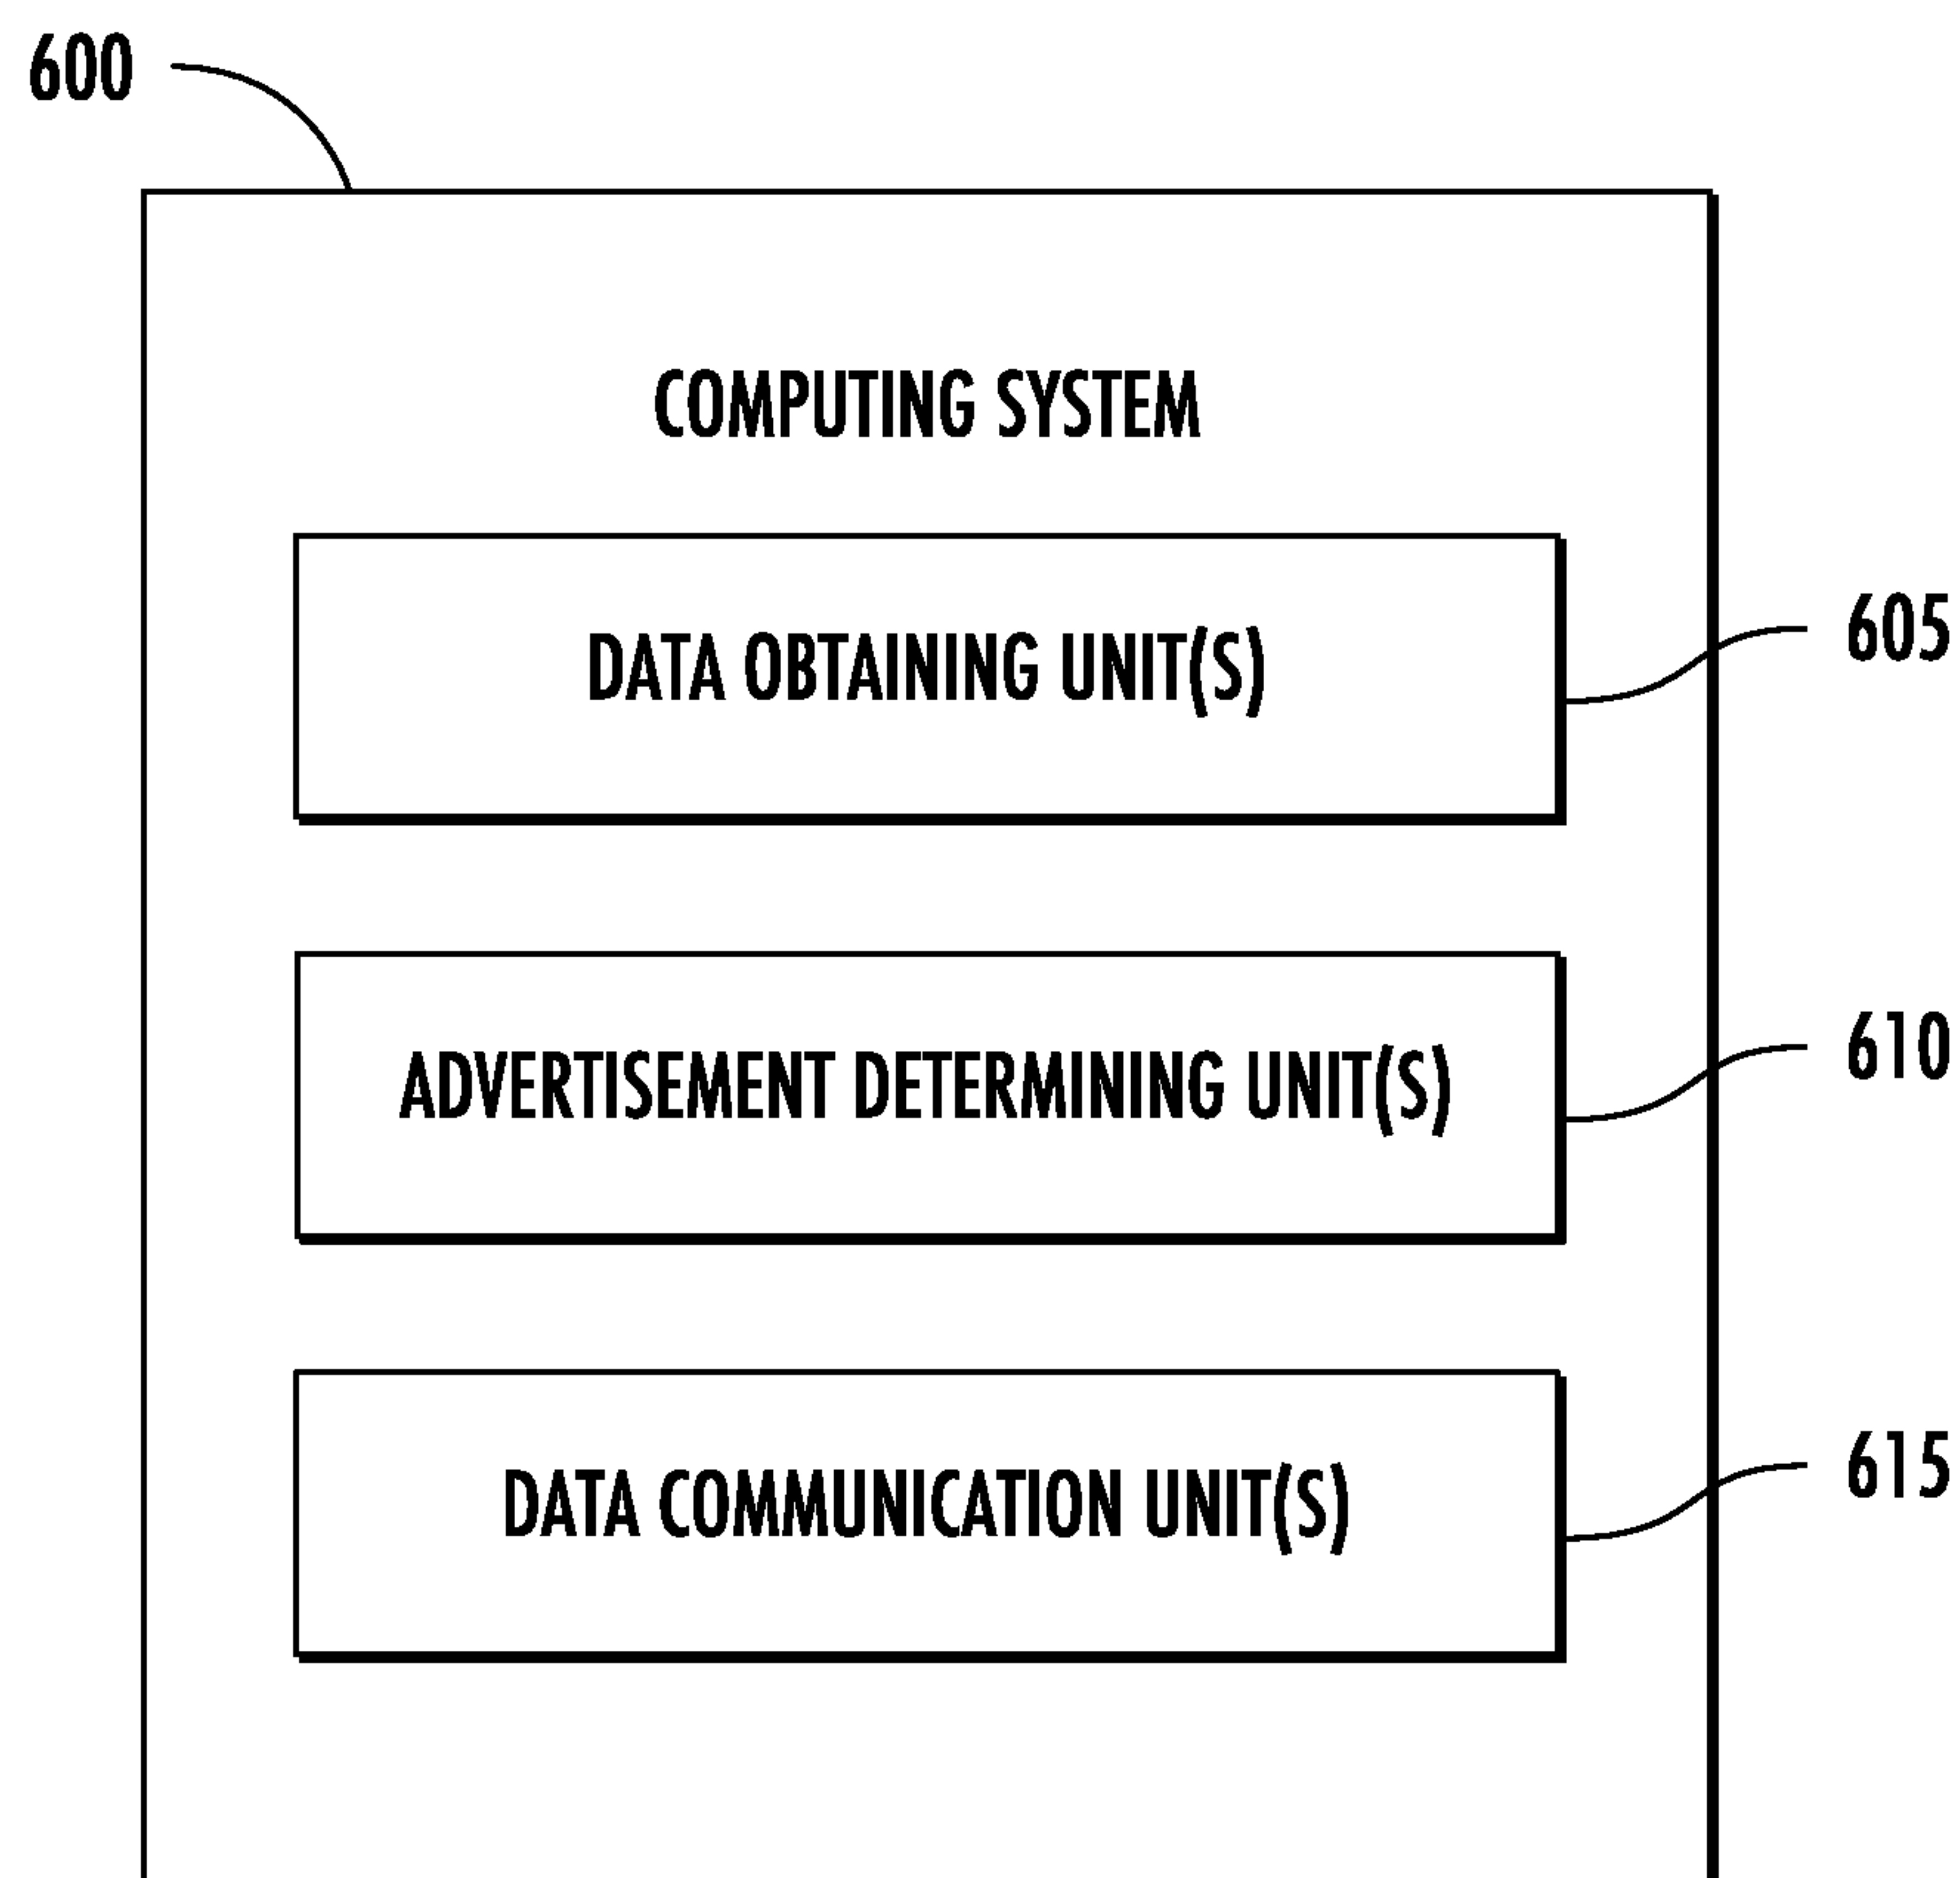 600
COMPUTING SYSTEM
DATA OBTAINING UNIT(S)
605
ADVERTISEMENT DETERMINING UNIT(S)
610
DATA COMMUNICATION UNIT(S)
615